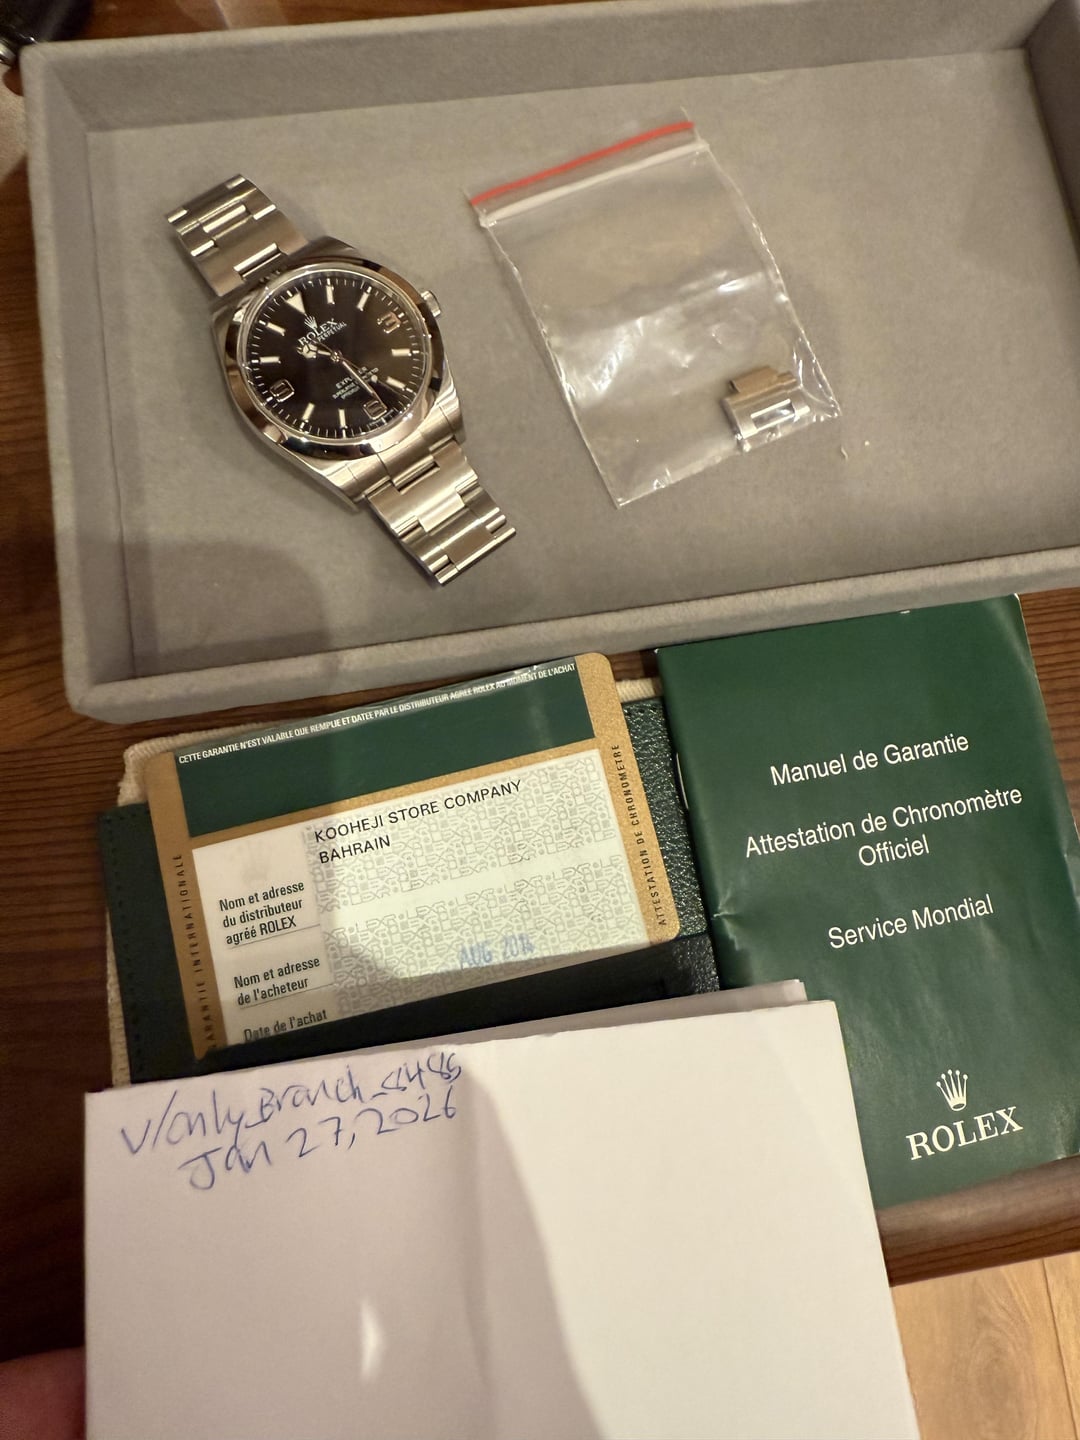 ROLEX
PERPETUAL
EXPLORER
CETTE GARANTIE N'EST VALABLE QUE REMPLIE ET DATEE PAR LE DISTRIBUTEUR AGREE ROLEX AU MOMENT DE L'ACHAT
GARANTIE INTERNATIONALE
KOOHEJI STORE COMPANY
BAHRAIN
Nom et adresse
du distributeur
agréé ROLEX
AUG 2014
Nom et adresse
de l'acheteur
Date de l'achat
ATTESTATION DE CHRONOMETRE
Manuel de Garantie
Attestation de Chronomètre
Officiel
Service Mondial
ROLEX
v/only_Branch_8485
Jan 27, 2026